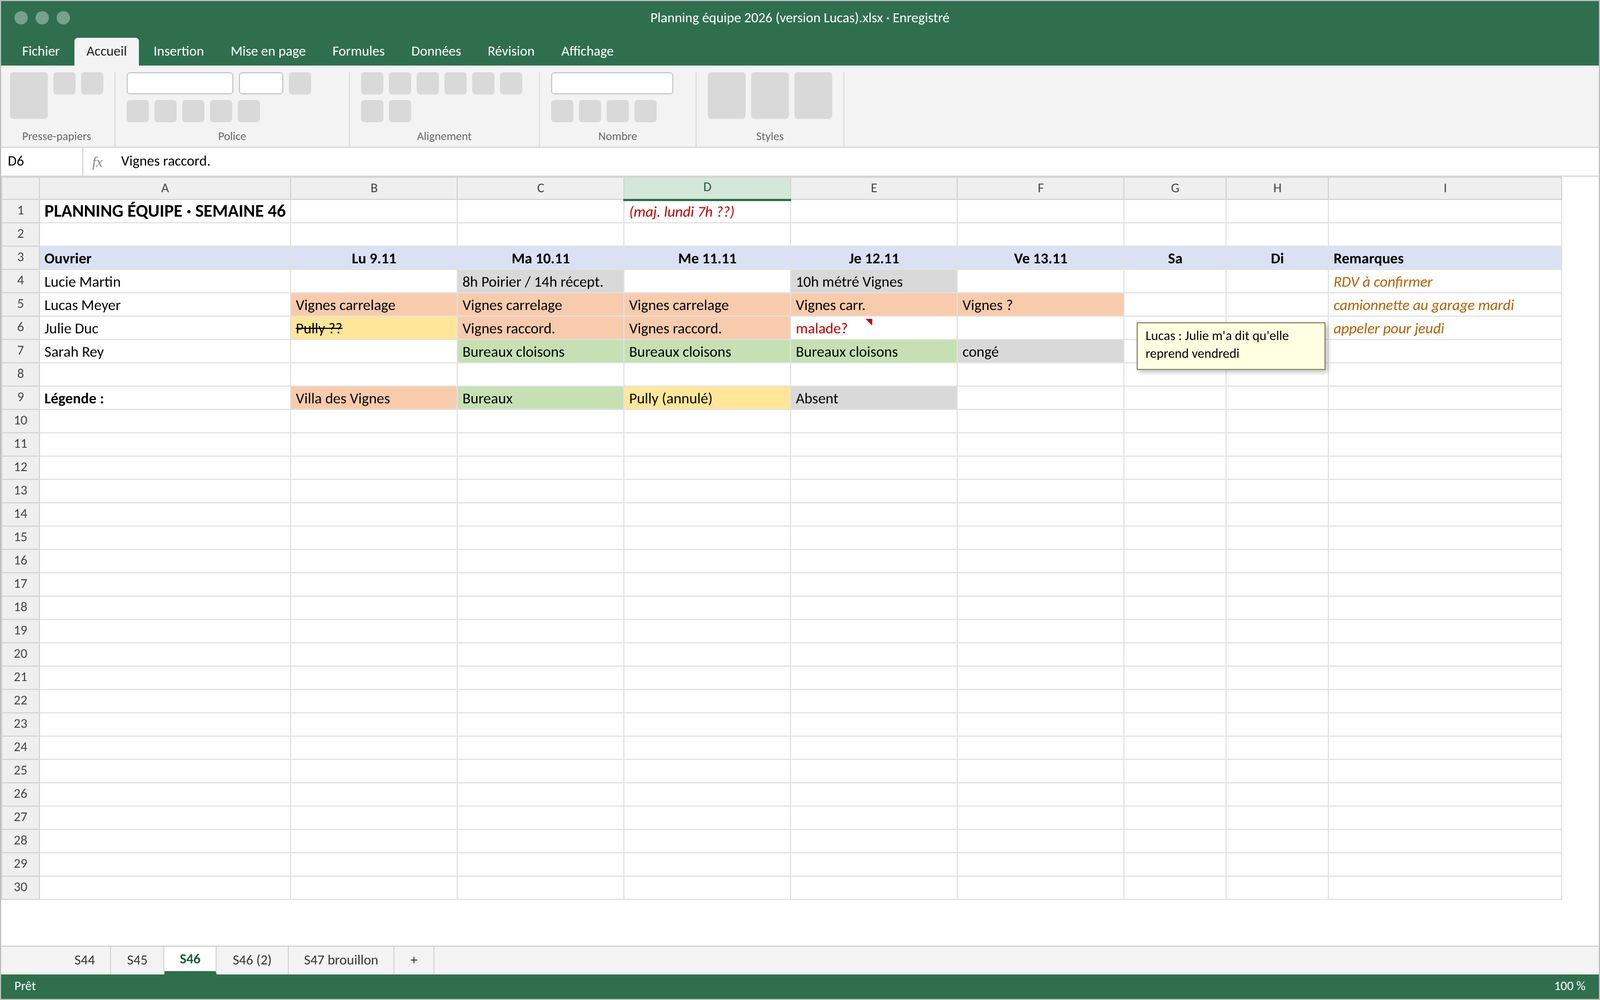 Planning équipe 2026 (version Lucas).xlsx · Enregistré
Fichier Accueil Insertion Mise en page Formules Données Révision Affichage
Presse-papiers Police Alignement Nombre Styles
D6 fx Vignes raccord.
A B C D E F G H I
1 PLANNING ÉQUIPE · SEMAINE 46 (maj. lundi 7h ??)
2
3 Ouvrier Lu 9.11 Ma 10.11 Me 11.11 Je 12.11 Ve 13.11 Sa Di Remarques
4 Lucie Martin 8h Poirier / 14h récept. 10h métré Vignes RDV à confirmer
5 Lucas Meyer Vignes carrelage Vignes carrelage Vignes carrelage Vignes carr. Vignes ? camionnette au garage mardi
6 Julie Duc Pully ?? Vignes raccord. Vignes raccord. malade? appeler pour jeudi
Lucas : Julie m'a dit qu'elle
reprend vendredi
7 Sarah Rey Bureaux cloisons Bureaux cloisons Bureaux cloisons congé
8
9 Légende : Villa des Vignes Bureaux Pully (annulé) Absent
10
11
12
13
14
15
16
17
18
19
20
21
22
23
24
25
26
27
28
29
30
S44 S45 S46 S46 (2) S47 brouillon +
Prêt 100 %